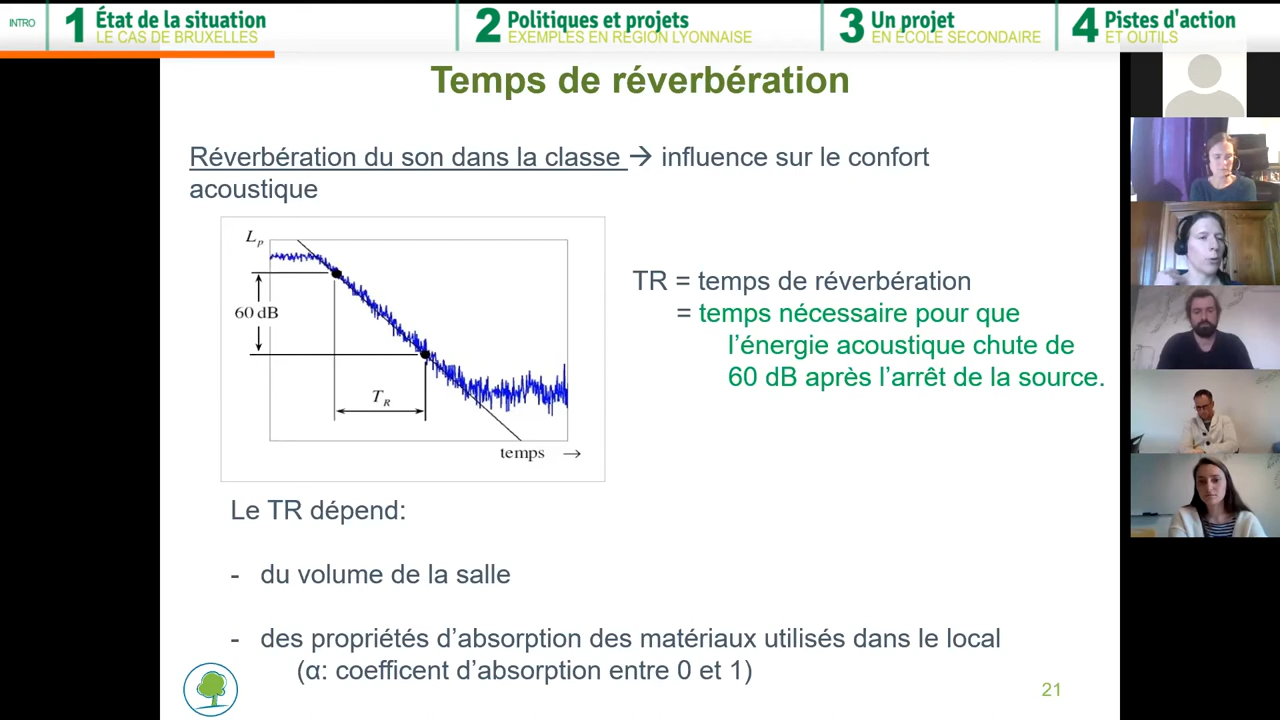 INTRO
1 État de la situation
LE CAS DE BRUXELLES
2 Politiques et projets
EXEMPLES EN RÉGION LYONNAISE
3 Un projet
EN ÉCOLE SECONDAIRE
4 Pistes d'action
ET OUTILS
Temps de réverbération
Réverbération du son dans la classe → influence sur le confort
acoustique
Lp
60 dB
TR
temps →
TR = temps de réverbération
= temps nécessaire pour que
l’énergie acoustique chute de
60 dB après l’arrêt de la source.
Le TR dépend:
- du volume de la salle
- des propriétés d’absorption des matériaux utilisés dans le local
(α: coefficent d’absorption entre 0 et 1)
21